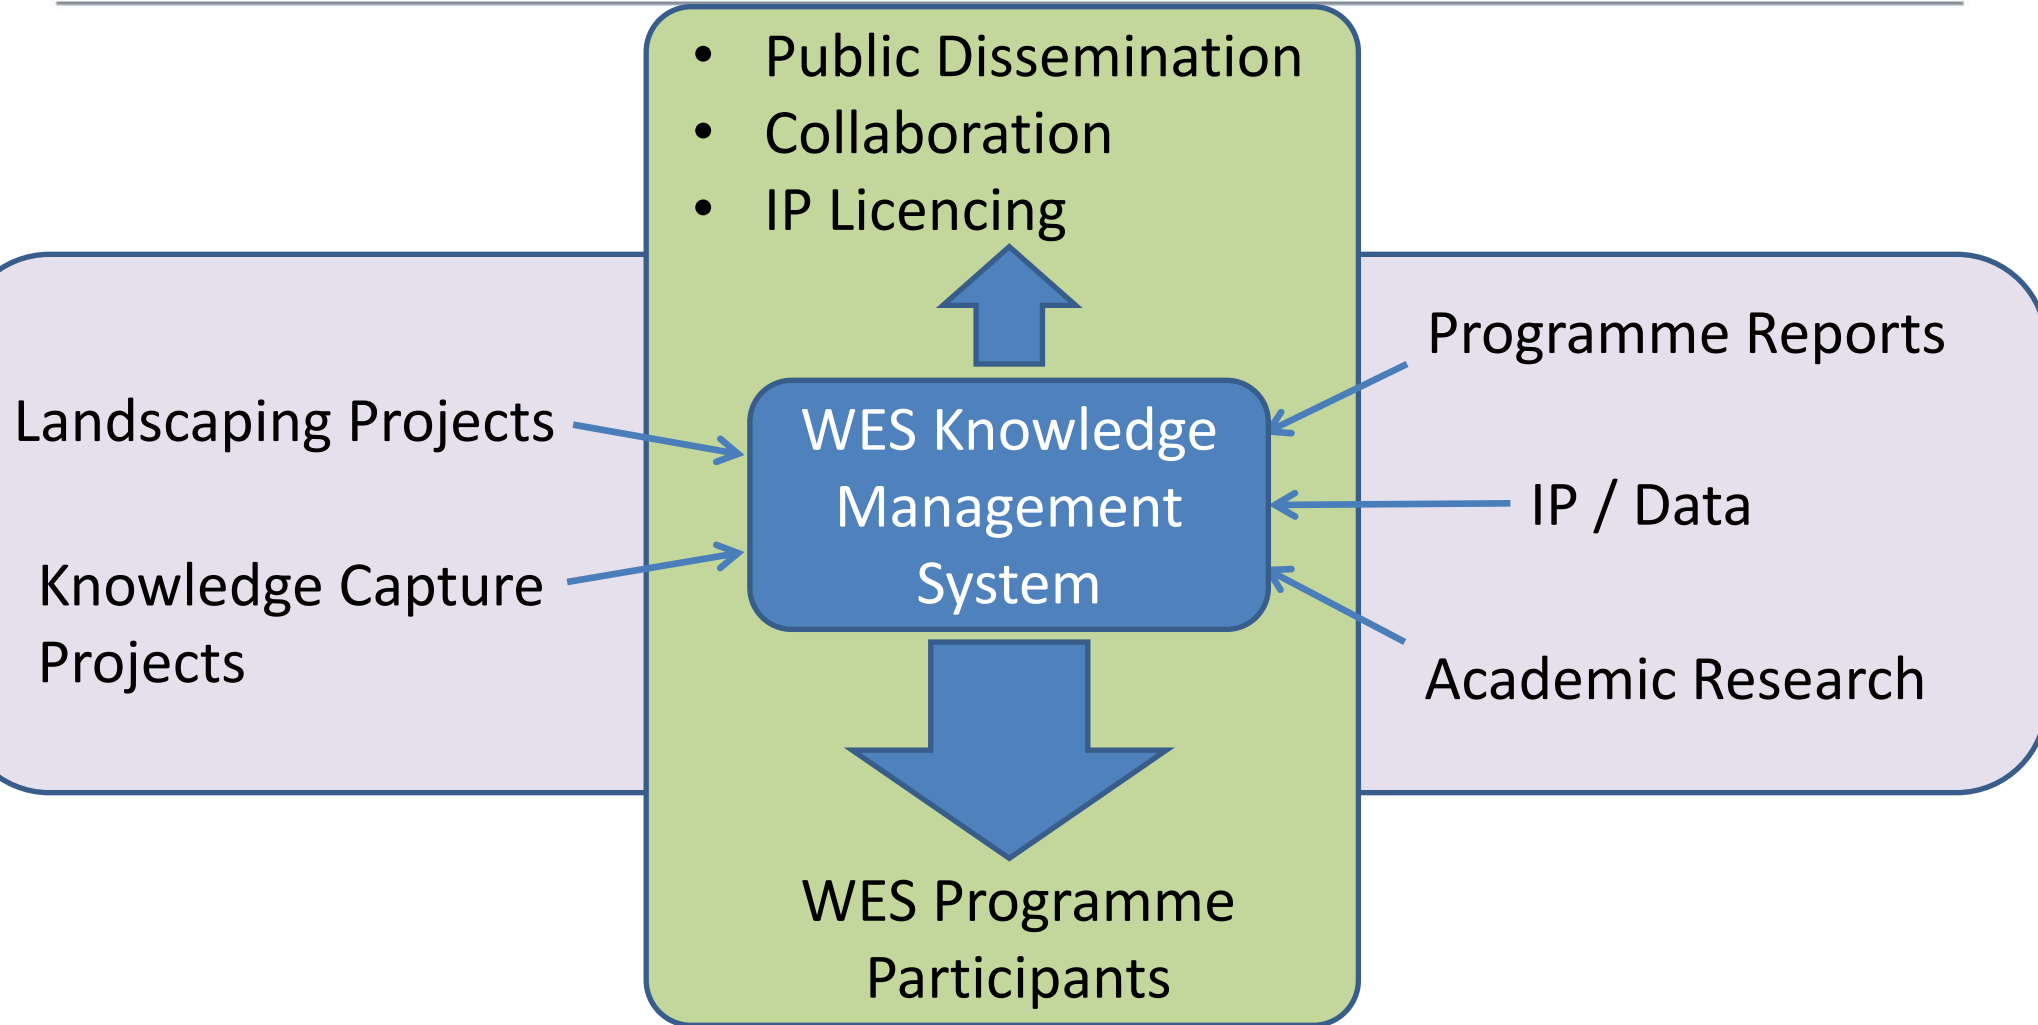 • Public Dissemination
• Collaboration
• IP Licencing
Landscaping Projects
Knowledge Capture
Projects
WES Knowledge
Management
System
Programme Reports
IP / Data
Academic Research
WES Programme
Participants